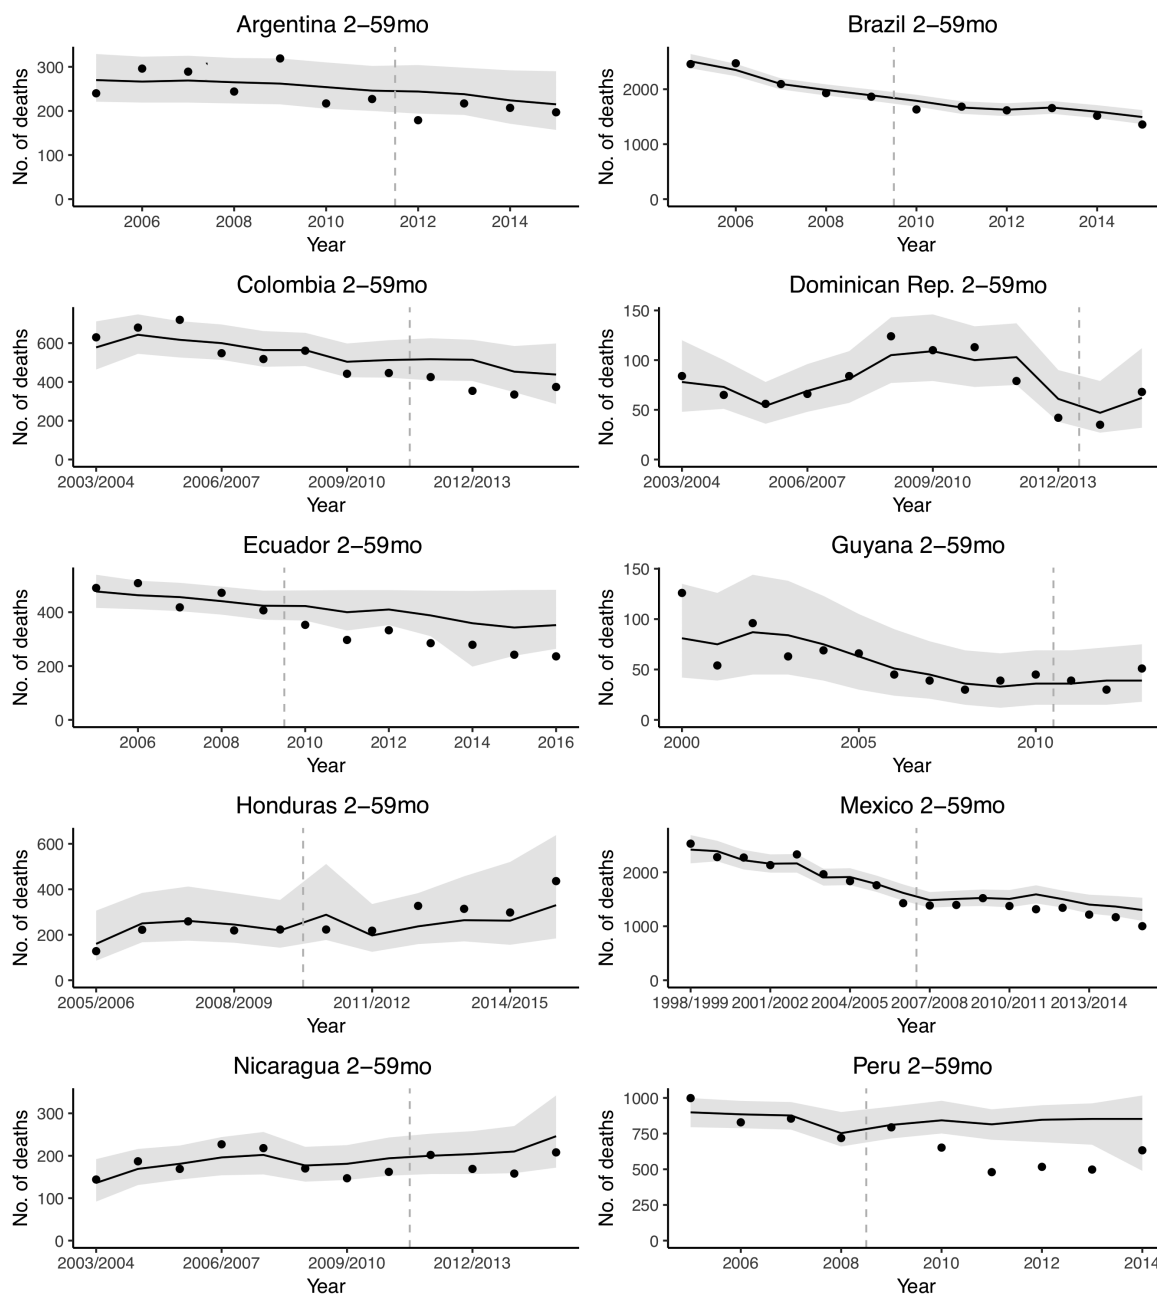 Argentina 2–59mo
Brazil 2–59mo
No. of deaths
300
200
100
0
2006
2008
2010
2012
2014
Year
No. of deaths
2000
1000
0
2006
2008
2010
2012
2014
Year
Colombia 2–59mo
Dominican Rep. 2–59mo
No. of deaths
600
400
200
0
2003/2004
2006/2007
2009/2010
2012/2013
Year
No. of deaths
150
100
50
0
2003/2004
2006/2007
2009/2010
2012/2013
Year
Ecuador 2–59mo
Guyana 2–59mo
No. of deaths
400
200
0
2006
2008
2010
2012
2014
2016
Year
No. of deaths
150
100
50
0
2000
2005
2010
Year
Honduras 2–59mo
Mexico 2–59mo
No. of deaths
600
400
200
0
2005/2006
2008/2009
2011/2012
2014/2015
Year
No. of deaths
2000
1000
0
1998/1999
2001/2002
2004/2005
2007/2008
2010/2011
2013/2014
Year
Nicaragua 2–59mo
Peru 2–59mo
No. of deaths
300
200
100
0
2003/2004
2006/2007
2009/2010
2012/2013
Year
No. of deaths
1000
750
500
250
0
2006
2008
2010
2012
2014
Year